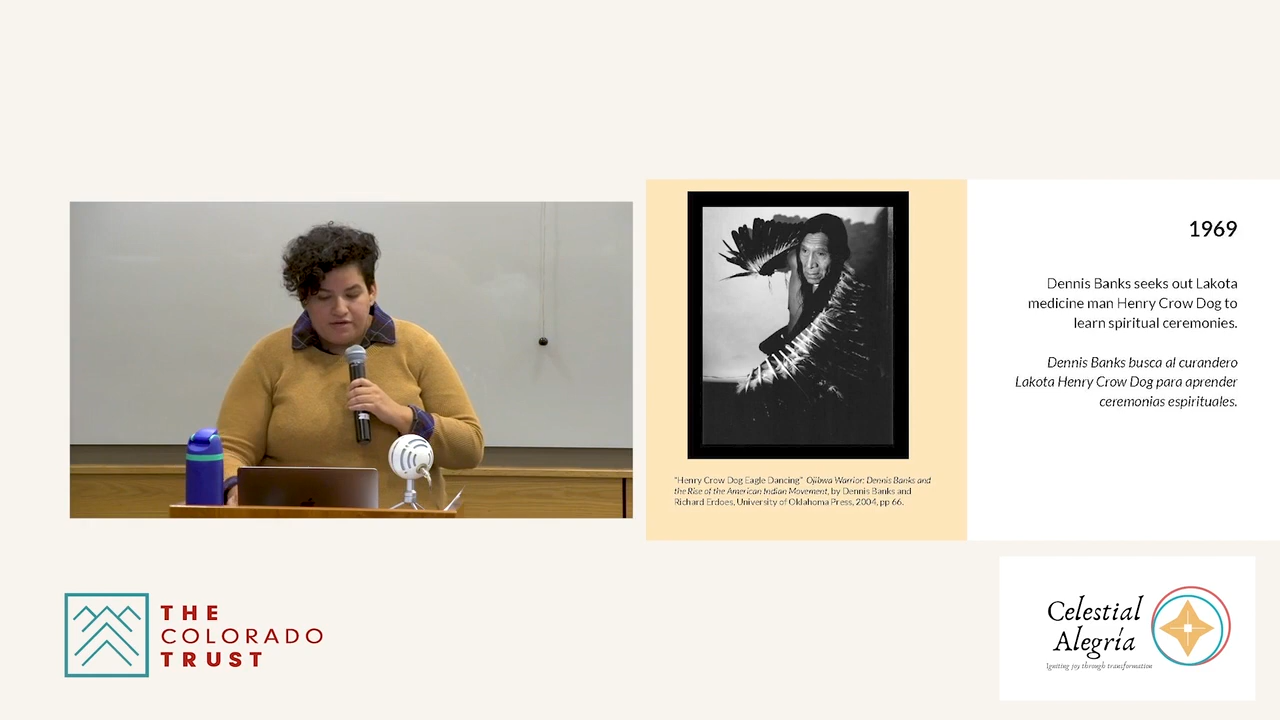 1969
Dennis Banks seeks out Lakota
medicine man Henry Crow Dog to
learn spiritual ceremonies.
Dennis Banks busca al curandero
Lakota Henry Crow Dog para aprender
ceremonias espirituales.
"Henry Crow Dog Eagle Dancing" Ojibwa Warrior: Dennis Banks and
the Rise of the American Indian Movement, by Dennis Banks and
Richard Erdoes, University of Oklahoma Press, 2004, pp 66.
THE
COLORADO
TRUST
Celestial
Alegría
Igniting joy through transformation